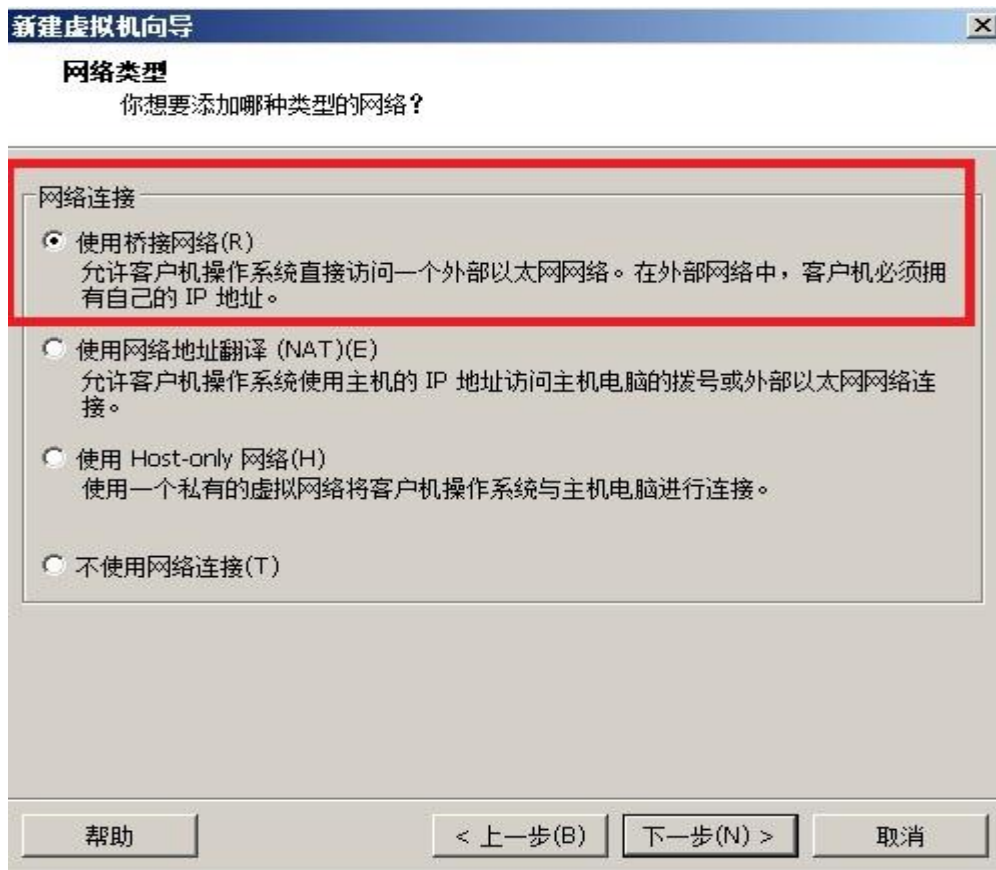 新建虚拟机向导
网络类型
你想要添加哪种类型的网络?
网络连接
使用桥接网络(R)
允许客户机操作系统直接访问一个外部以太网网络。在外部网络中，客户机必须拥
有自己的 IP 地址。
使用网络地址翻译 (NAT)(E)
允许客户机操作系统使用主机的 IP 地址访问主机电脑的拨号或外部以太网网络连
接。
使用 Host-only 网络(H)
使用一个私有的虚拟网络将客户机操作系统与主机电脑进行连接。
不使用网络连接(T)
帮助 < 上一步(B) 下一步(N) > 取消